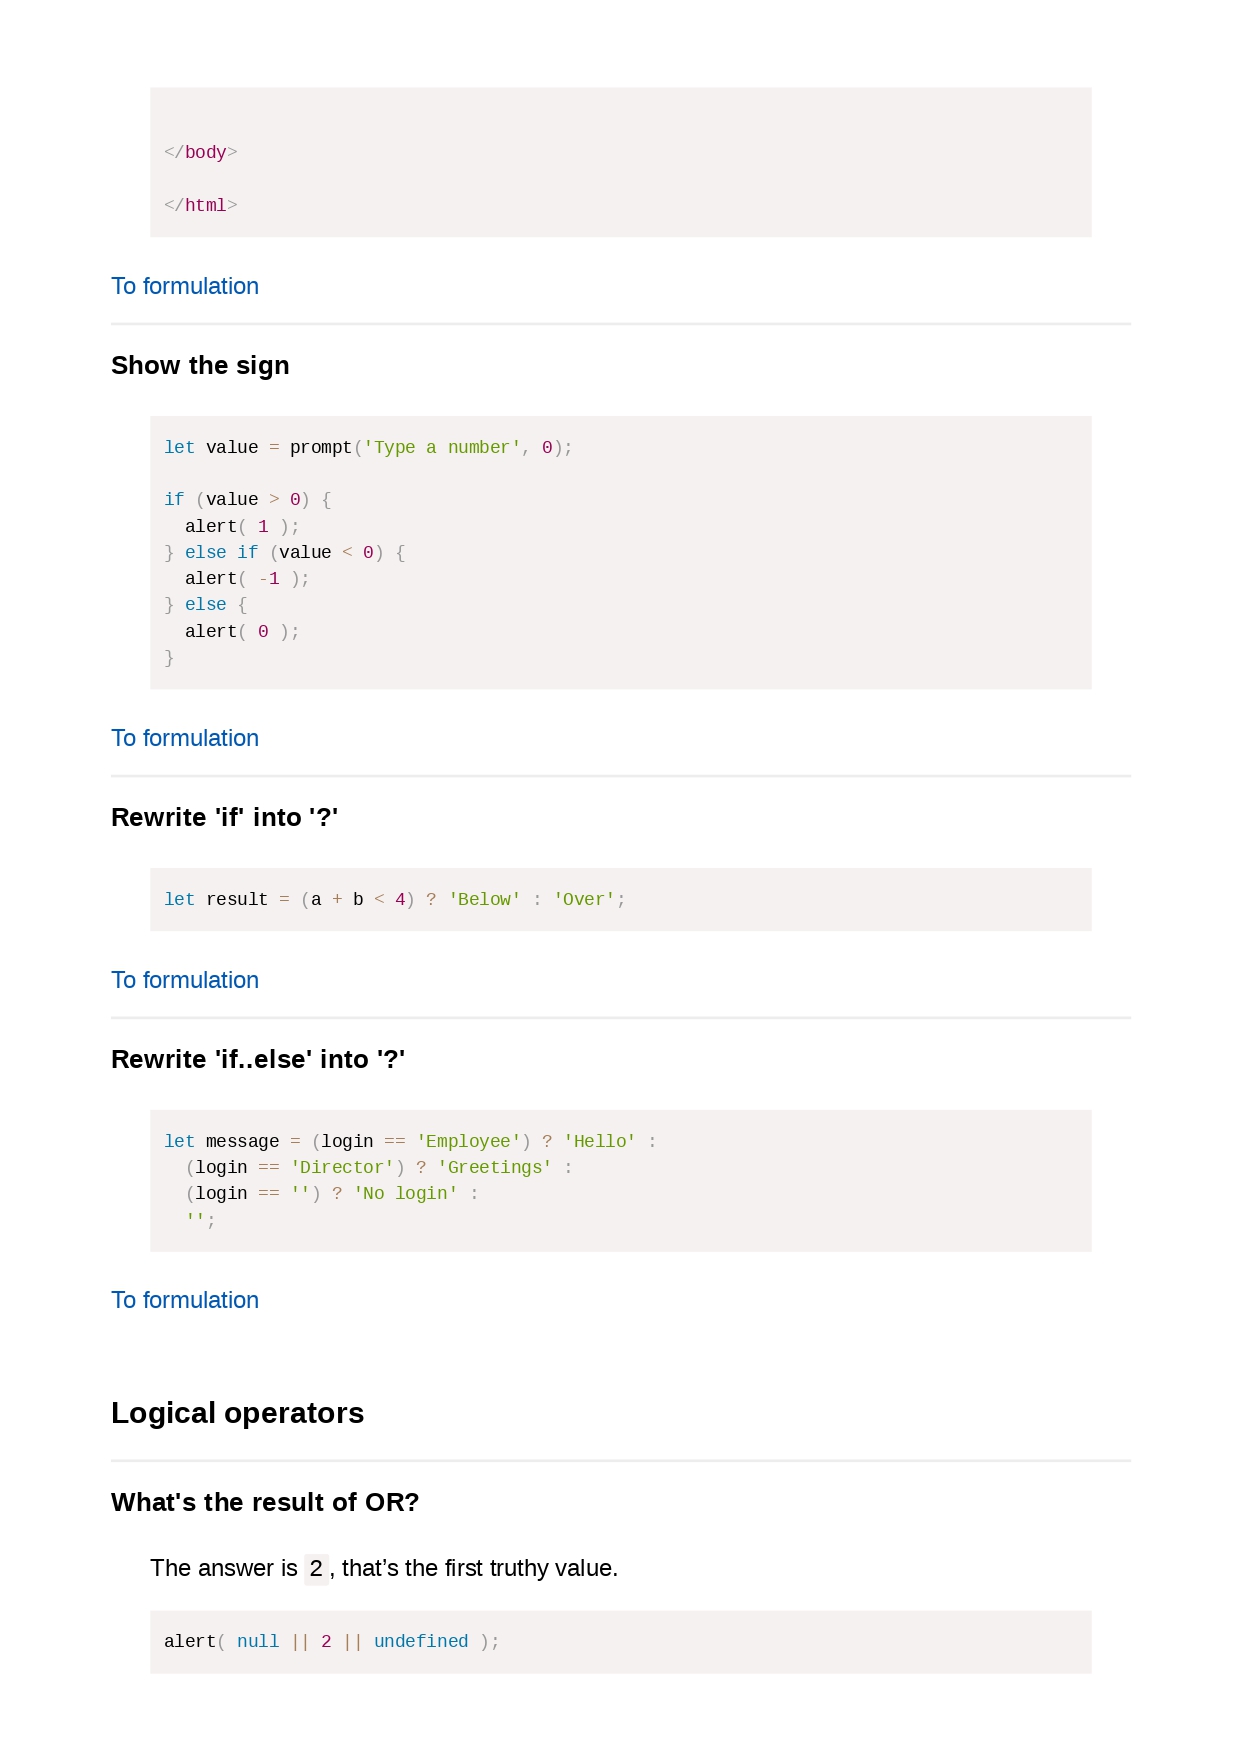 </body>
</html>
To formulation
Show the sign
let value = prompt('Type a number', 0);
if (value > 0) {
  alert( 1 );
} else if (value < 0) {
  alert( -1 );
} else {
  alert( 0 );
}
To formulation
Rewrite 'if' into '?'
let result = (a + b < 4) ? 'Below' : 'Over';
To formulation
Rewrite 'if..else' into '?'
let message = (login == 'Employee') ? 'Hello' :
  (login == 'Director') ? 'Greetings' :
  (login == '') ? 'No login' :
  '';
To formulation
Logical operators
What's the result of OR?
The answer is 2, that’s the first truthy value.
alert( null || 2 || undefined );